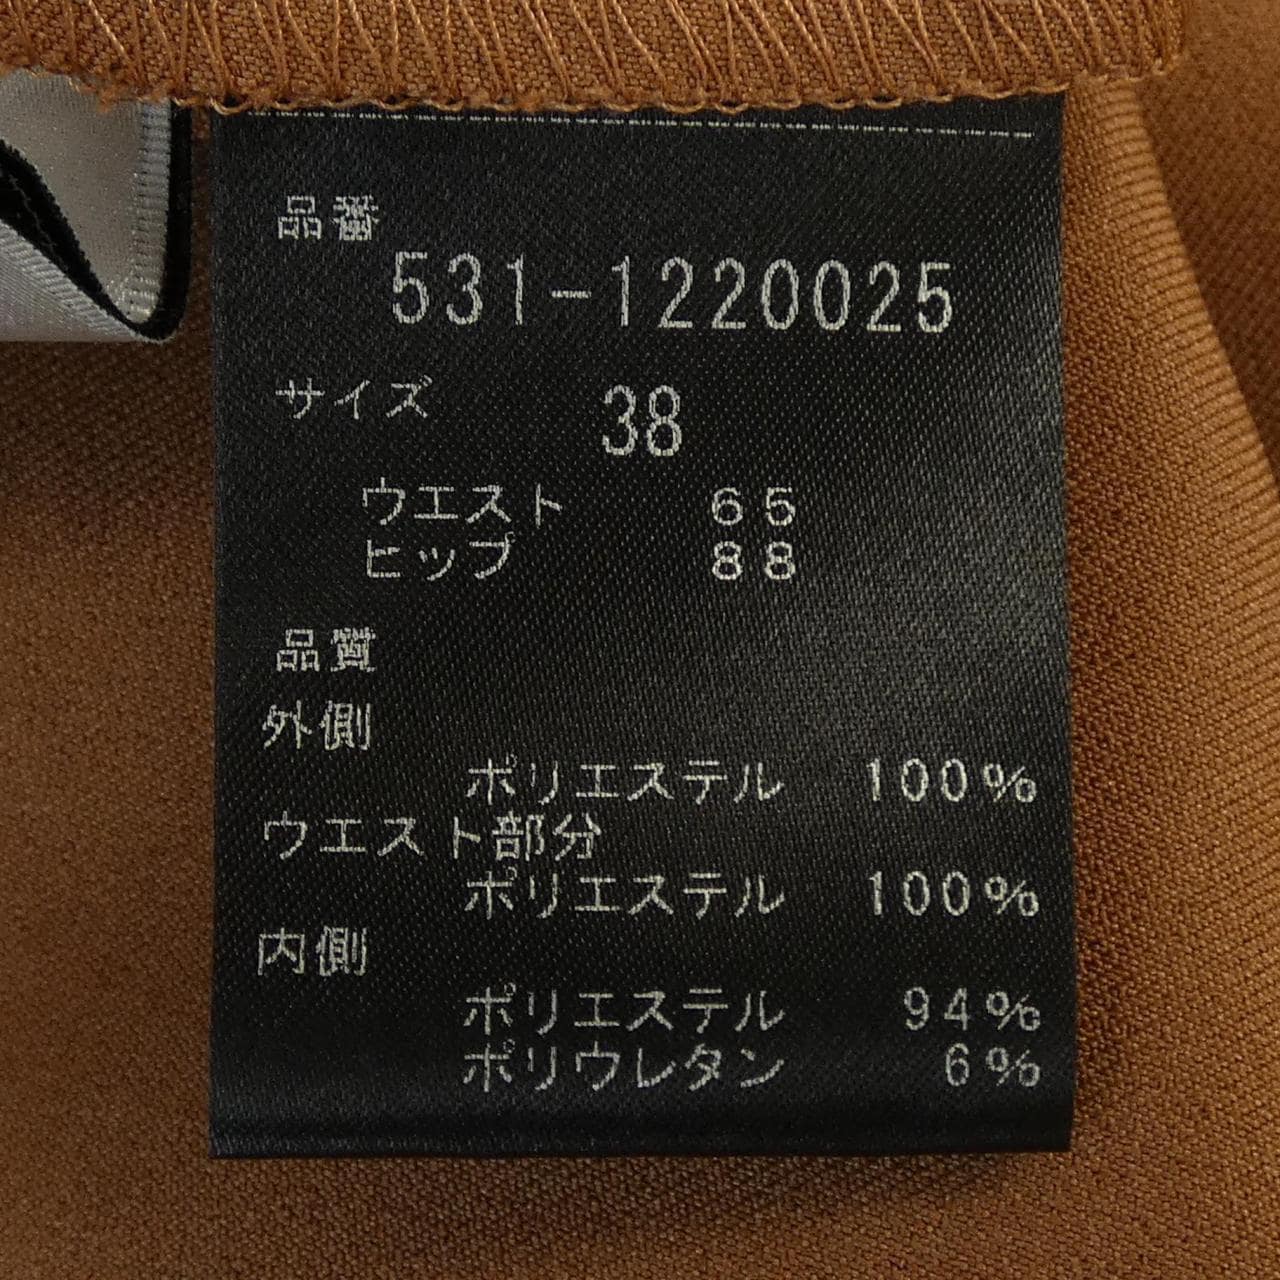 品番
531-1220025
サイズ 38
ウエスト 65
ヒップ 88
品質
外側
ポリエステル 100%
ウエスト部分
ポリエステル 100%
内側
ポリエステル 94%
ポリウレタン 6%